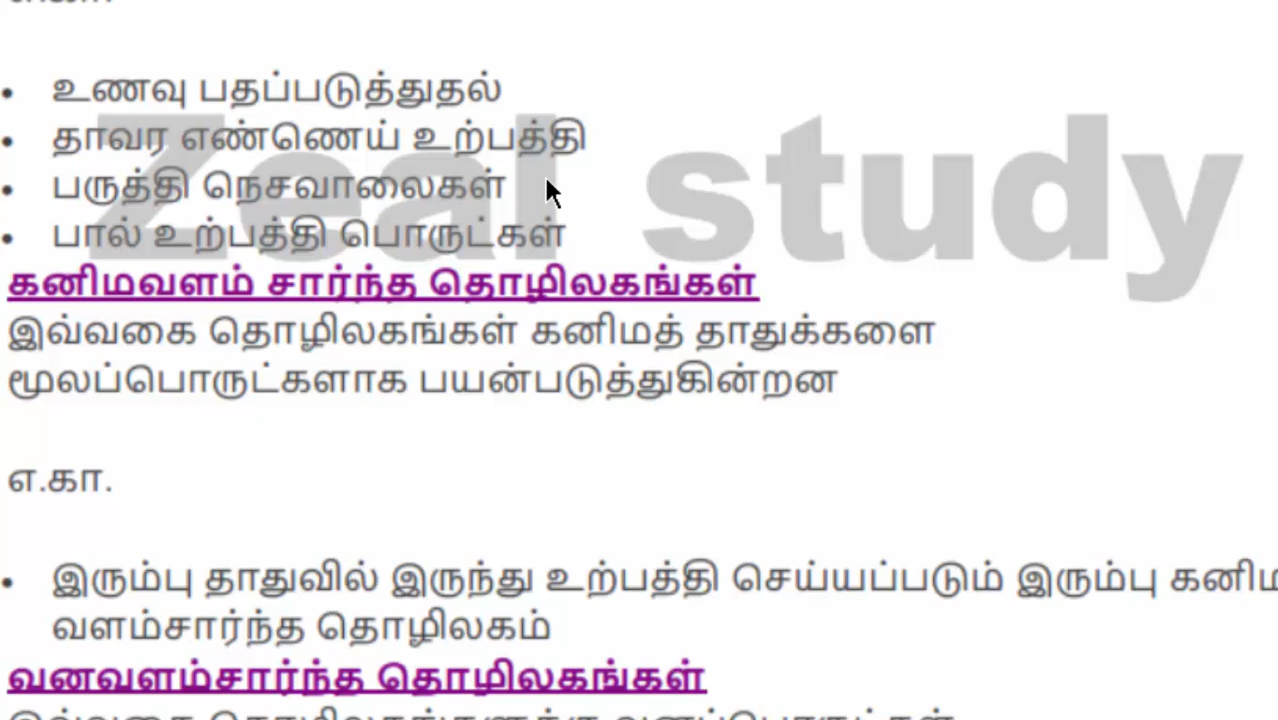 உணவு பதப்படுத்துதல்
தாவர எண்ணெய் உற்பத்தி
பருத்தி நெசவாலைகள்
பால் உற்பத்தி பொருட்கள்
Zeal study
கனிமவளம் சார்ந்த தொழிலகங்கள்
இவ்வகை தொழிலகங்கள் கனிமத் தாதுக்களை
மூலப்பொருட்களாக பயன்படுத்துகின்றன
எ.கா.
இரும்பு தாதுவில் இருந்து உற்பத்தி செய்யப்படும் இரும்பு
வளம்சார்ந்த தொழிலகம்
வனவளம்சார்ந்த தொழிலகங்கள்